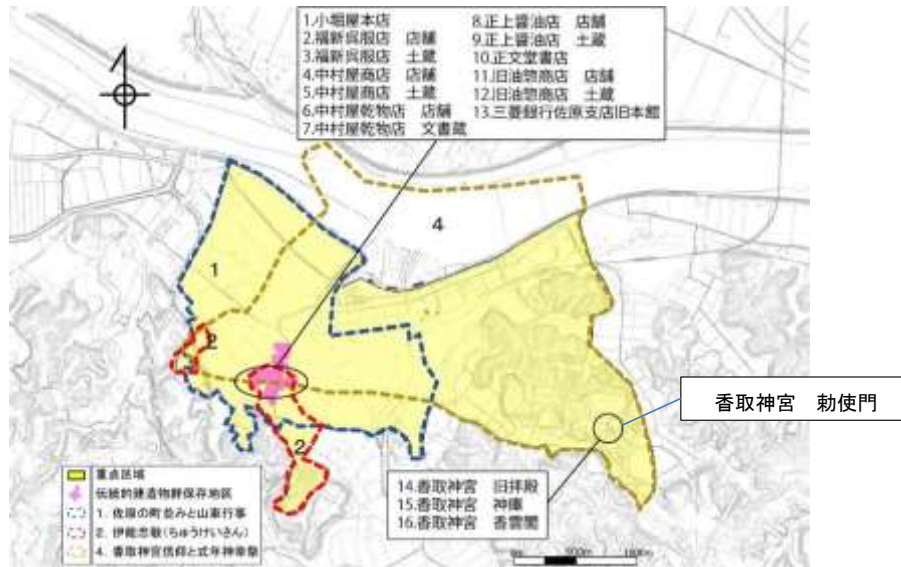 1.小堀屋本店
2.福新呉服店 店舗
3.福新呉服店 土蔵
4.中村屋商店 店舗
5.中村屋商店 土蔵
6.中村屋乾物店 店舗
7.中村屋乾物店 文書蔵
8.正上醤油店 店舗
9.正上醤油店 土蔵
10.正文堂書店
11.旧油惣商店 店舗
12.旧油惣商店 土蔵
13.三菱銀行佐原支店旧本館
4
1
2
香取神宮 勅使門
2
14.香取神宮 旧拝殿
15.香取神宮 神庫
16.香取神宮 香雲閣
重点区域
伝統的建造物群保存地区
1. 佐原の町並みと山車行事
2. 伊能忠敬(ちゅうけいさん)
4. 香取神宮信仰と式年神幸祭
0m 800m 1600m